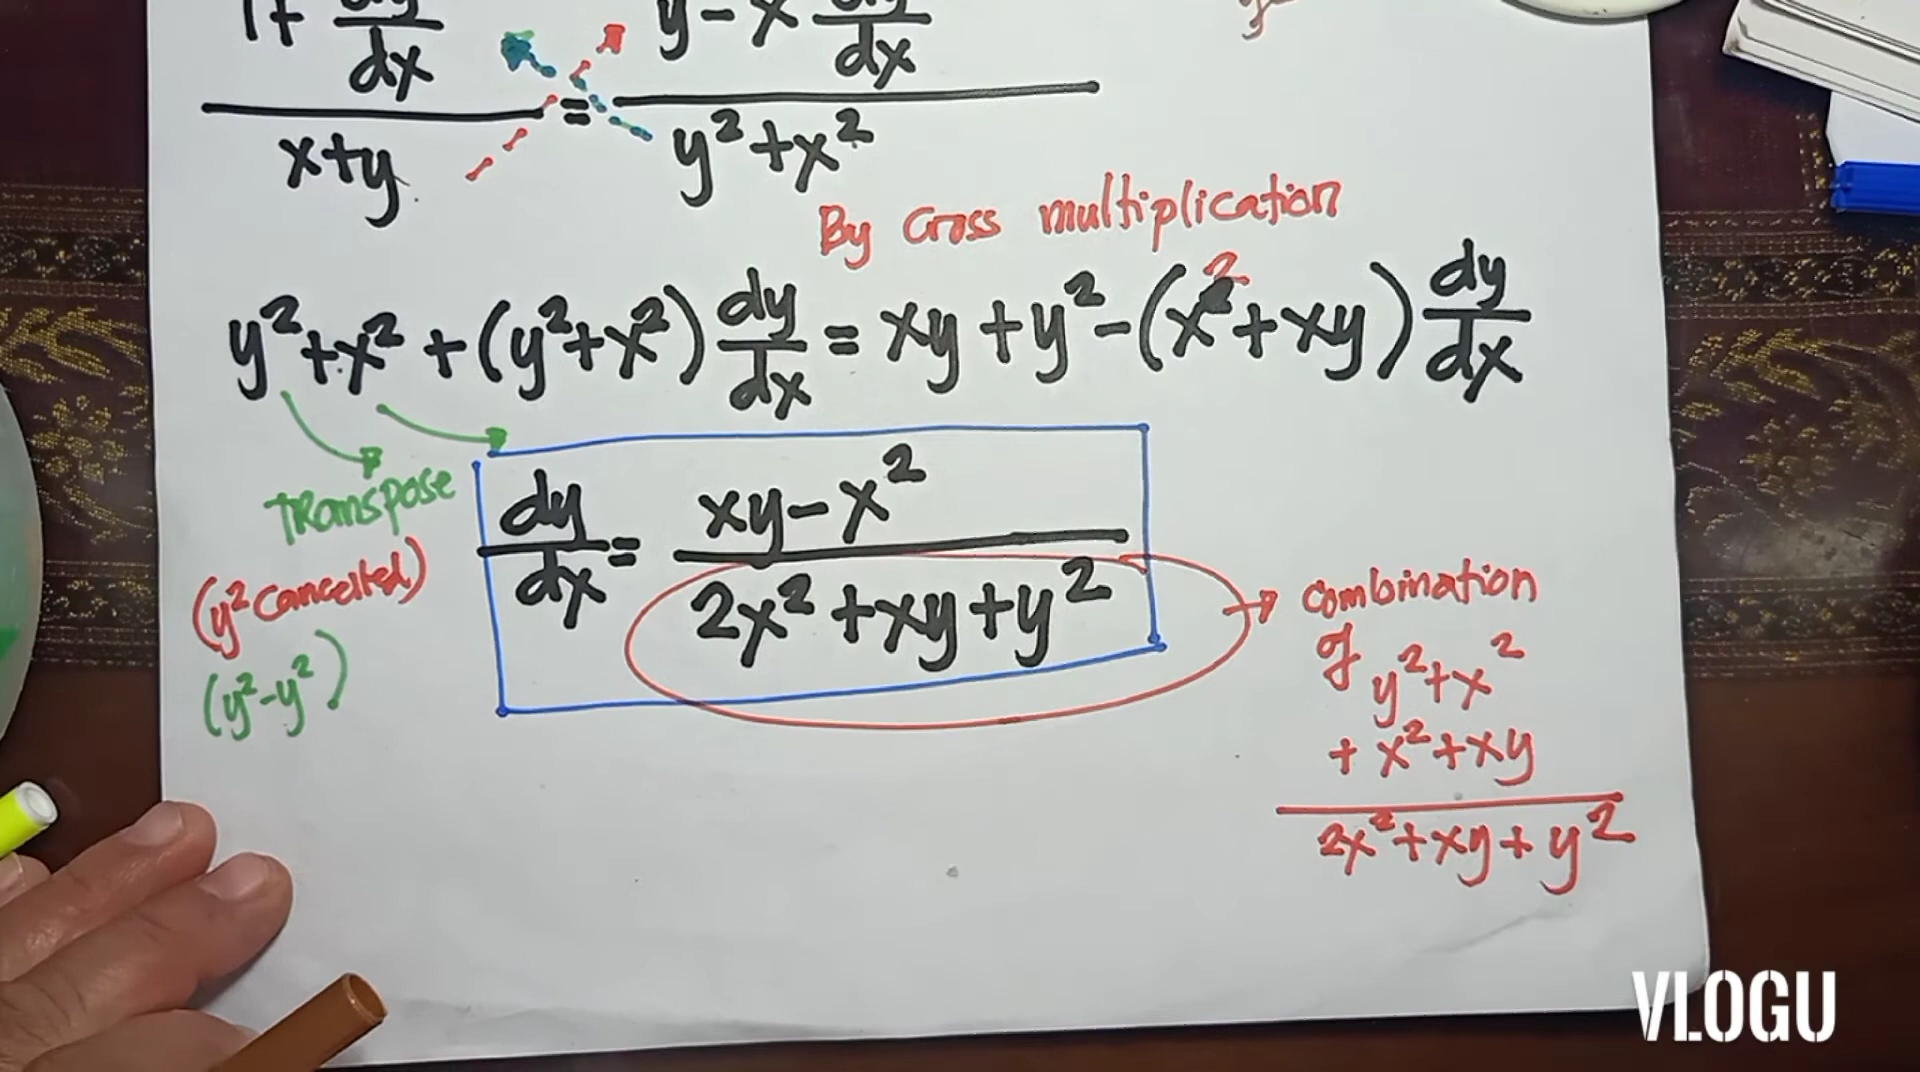 1+ dy/dx / x+y = y-x dy/dx / y²+x²
By cross multiplication
y²+x²+(y²+x²) dy/dx = xy+y²-(x²+xy) dy/dx
Transpose
(y² cancelled)
(y²-y²)
dy/dx = xy-x² / 2x²+xy+y²
combination
of y²+x²
+ x²+xy
2x²+xy+y²
VLOGU